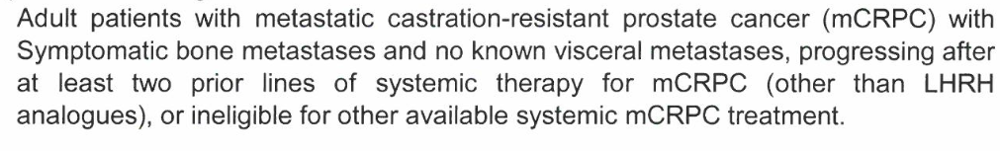 Adult patients with metastatic castration-resistant prostate cancer (mCRPC) with
Symptomatic bone metastases and no known visceral metastases, progressing after
at least two prior lines of systemic therapy for mCRPC (other than LHRH
analogues), or ineligible for other available systemic mCRPC treatment.